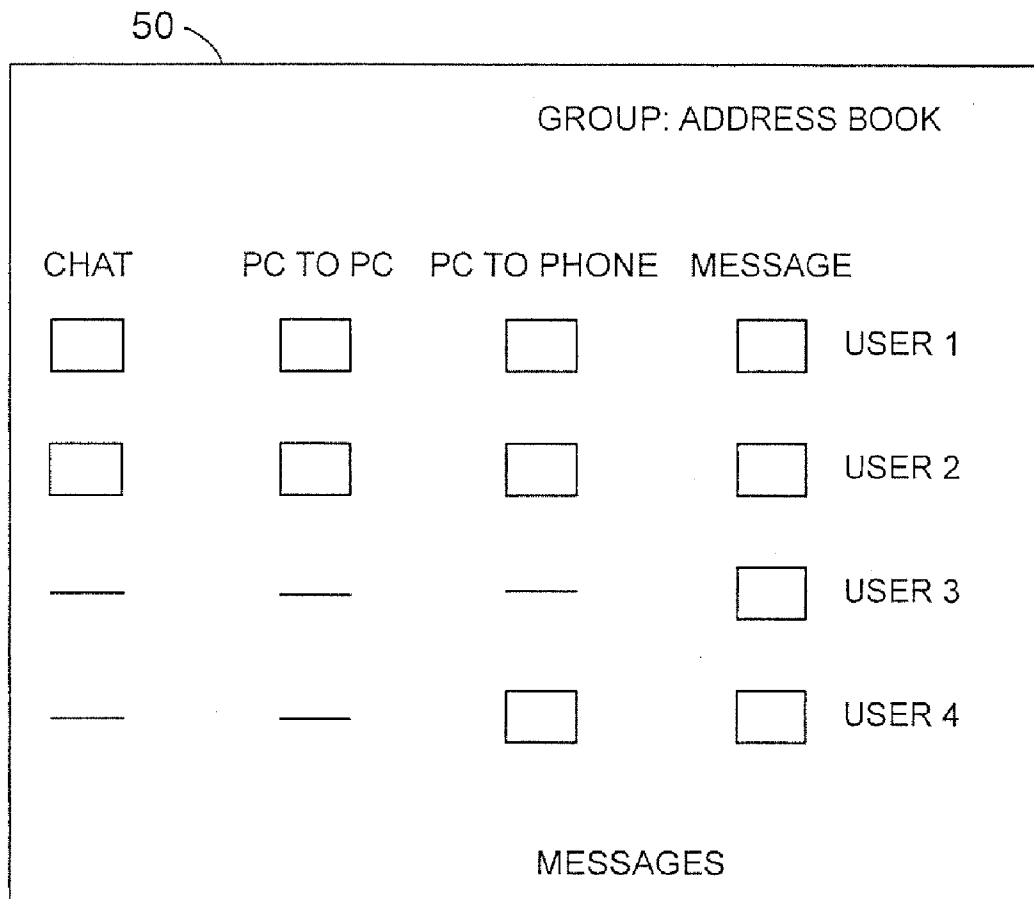 50
GROUP: ADDRESS BOOK
CHAT PC TO PC PC TO PHONE MESSAGE
USER 1
USER 2
USER 3
USER 4
MESSAGES